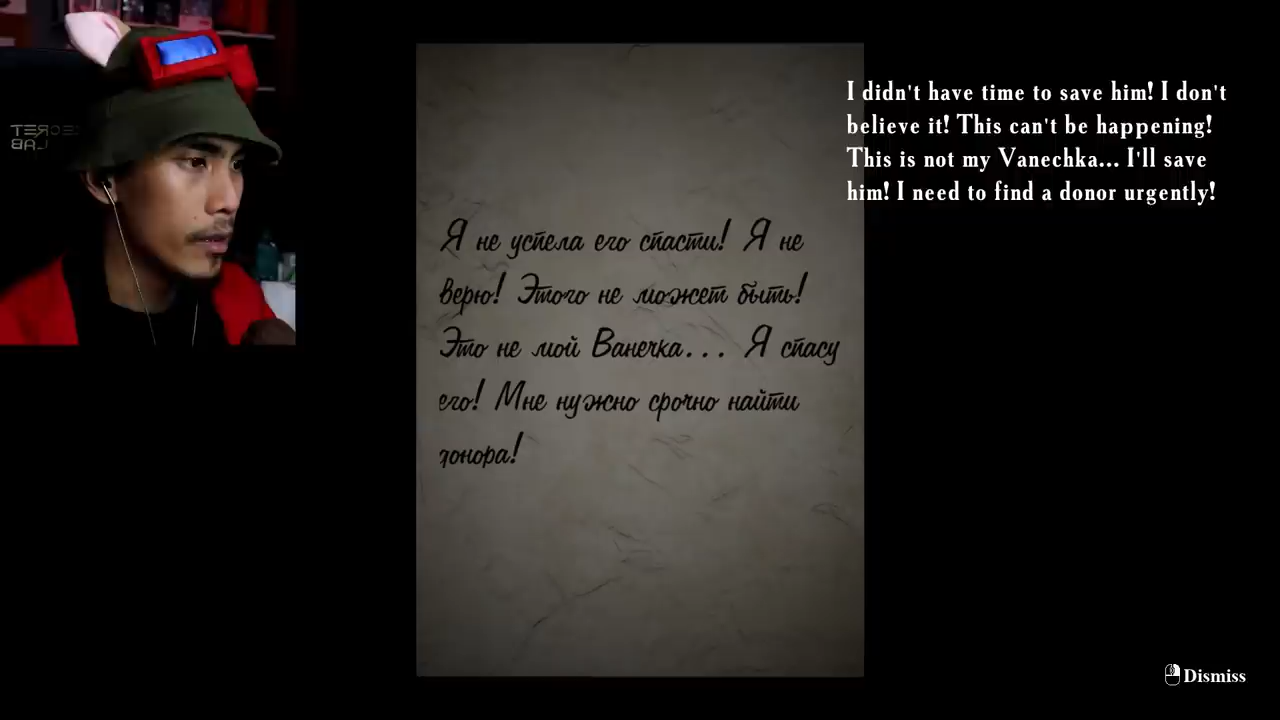 I didn't have time to save him! I don't
believe it! This can't be happening!
This is not my Vanechka... I'll save
him! I need to find a donor urgently!
Я не успела его спасти! Я не
верю! Этого не может быть!
Это не мой Ванечка... Я спасу
его! Мне нужно срочно найти
донора!
Dismiss
SECRET
LAB